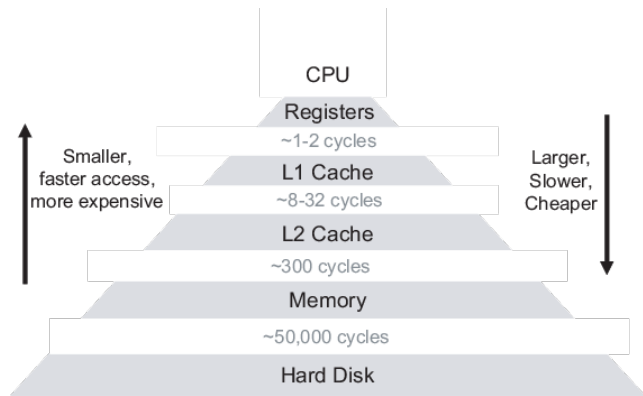 CPU
Registers
~1-2 cycles
Smaller,
faster access,
more expensive
L1 Cache
Larger,
Slower,
Cheaper
~8-32 cycles
L2 Cache
~300 cycles
Memory
~50,000 cycles
Hard Disk